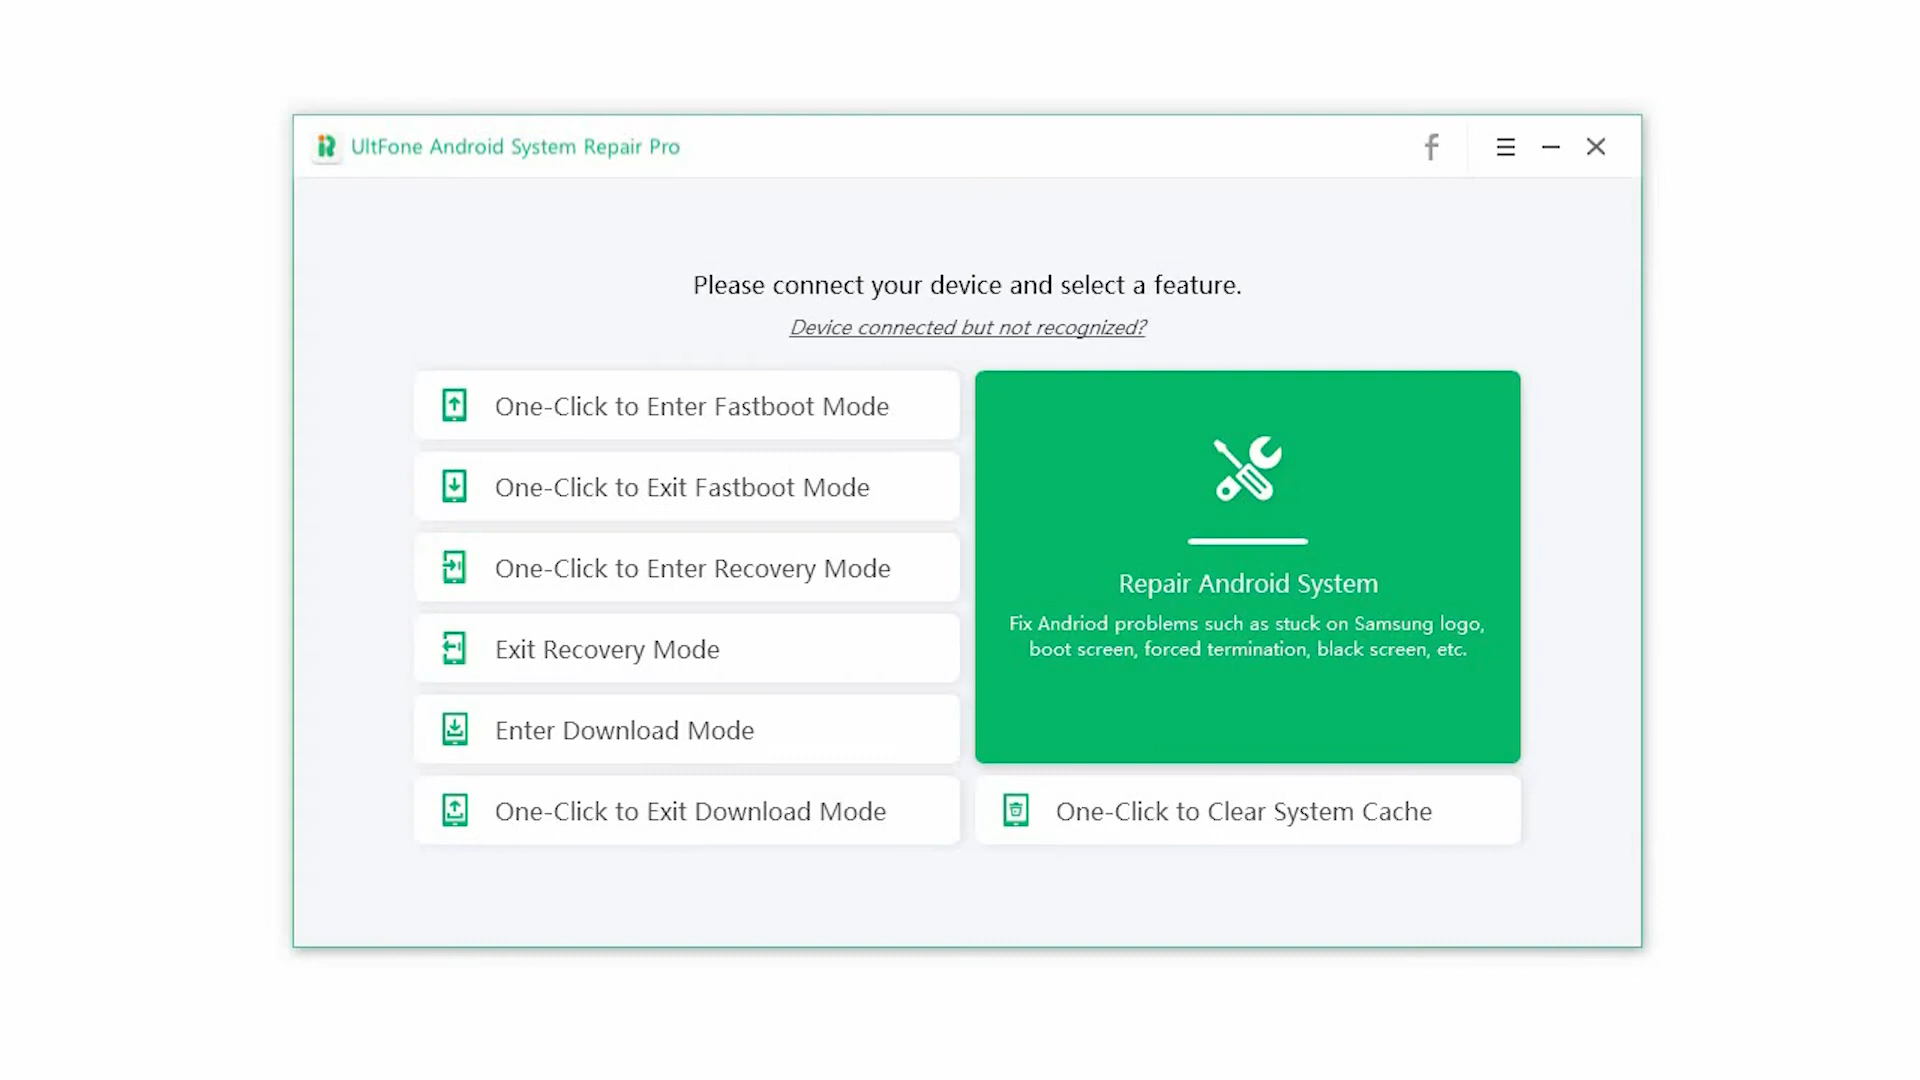 UltFone Android System Repair Pro
Please connect your device and select a feature.
Device connected but not recognized?
One-Click to Enter Fastboot Mode
One-Click to Exit Fastboot Mode
One-Click to Enter Recovery Mode
Exit Recovery Mode
Enter Download Mode
One-Click to Exit Download Mode
Repair Android System
Fix Andriod problems such as stuck on Samsung logo,
boot screen, forced termination, black screen, etc.
One-Click to Clear System Cache